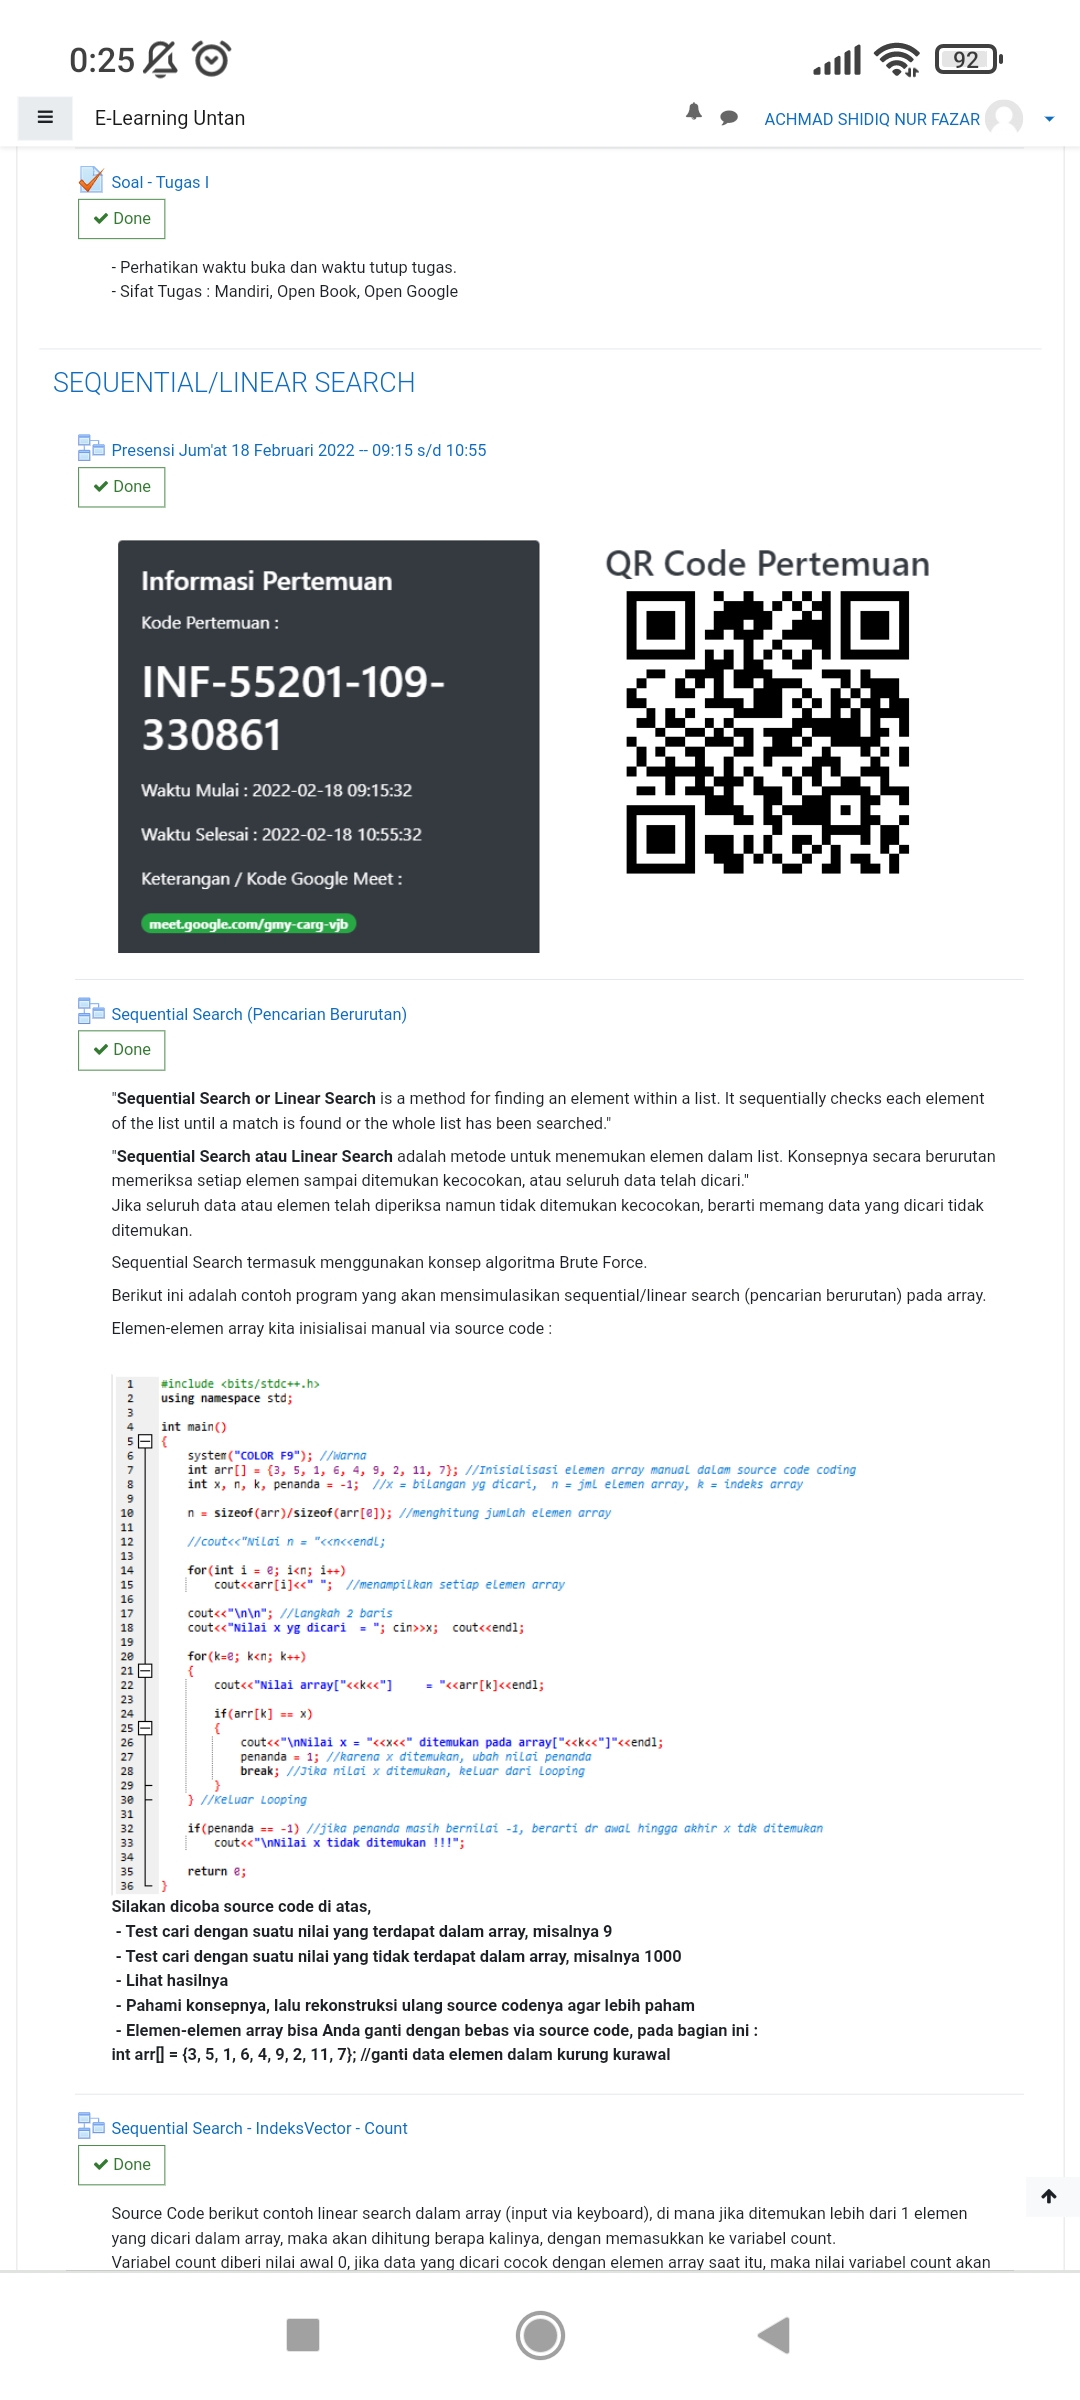 0:25
92
E-Learning Untan
ACHMAD SHIDIQ NUR FAZAR
Soal - Tugas I
Done
- Perhatikan waktu buka dan waktu tutup tugas.
- Sifat Tugas : Mandiri, Open Book, Open Google
SEQUENTIAL/LINEAR SEARCH
Presensi Jum'at 18 Februari 2022 -- 09:15 s/d 10:55
Done
Informasi Pertemuan
Kode Pertemuan :
INF-55201-109-
330861
Waktu Mulai : 2022-02-18 09:15:32
Waktu Selesai : 2022-02-18 10:55:32
Keterangan / Kode Google Meet :
meet.google.com/gmy-carg-vjb
QR Code Pertemuan
Sequential Search (Pencarian Berurutan)
Done
"Sequential Search or Linear Search is a method for finding an element within a list. It sequentially checks each element
of the list until a match is found or the whole list has been searched."
"Sequential Search atau Linear Search adalah metode untuk menemukan elemen dalam list. Konsepnya secara berurutan
memeriksa setiap elemen sampai ditemukan kecocokan, atau seluruh data telah dicari."
Jika seluruh data atau elemen telah diperiksa namun tidak ditemukan kecocokan, berarti memang data yang dicari tidak
ditemukan.
Sequential Search termasuk menggunakan konsep algoritma Brute Force.
Berikut ini adalah contoh program yang akan mensimulasikan sequential/linear search (pencarian berurutan) pada array.
Elemen-elemen array kita inisialisai manual via source code :
1 #include <bits/stdc++.h>
2 using namespace std;
3
4 int main()
5 {
6 system("COLOR F9"); //Warna
7 int arr[] = {3, 5, 1, 6, 4, 9, 2, 11, 7}; //Inisialisasi elemen array manual dalam source code coding
8 int x, n, k, penanda = -1; //x = bilangan yg dicari, n = jml elemen array, k = indeks array
9
10 n = sizeof(arr)/sizeof(arr[0]); //menghitung jumlah elemen array
11
12 //cout<<"Nilai n = "<<n<<endl;
13
14 for(int i = 0; i<n; i++)
15 cout<<arr[i]<<" "; //menampilkan setiap elemen array
16
17 cout<<"\n\n"; //langkah 2 baris
18 cout<<"Nilai x yg dicari = "; cin>>x; cout<<endl;
19
20 for(k=0; k<n; k++)
21 {
22 cout<<"Nilai array["<<k<<"] = "<<arr[k]<<endl;
23
24 if(arr[k] == x)
25 {
26 cout<<"\nNilai x = "<<x<<" ditemukan pada array["<<k<<"]"<<endl;
27 penanda = 1; //karena x ditemukan, ubah nilai penanda
28 break; //Jika nilai x ditemukan, keluar dari looping
29 }
30 } //Keluar Looping
31
32 if(penanda == -1) //jika penanda masih bernilai -1, berarti dr awal hingga akhir x tdk ditemukan
33 cout<<"\nNilai x tidak ditemukan !!!";
34
35 return 0;
36 }
Silakan dicoba source code di atas,
- Test cari dengan suatu nilai yang terdapat dalam array, misalnya 9
- Test cari dengan suatu nilai yang tidak terdapat dalam array, misalnya 1000
- Lihat hasilnya
- Pahami konsepnya, lalu rekonstruksi ulang source codenya agar lebih paham
- Elemen-elemen array bisa Anda ganti dengan bebas via source code, pada bagian ini :
int arr[] = {3, 5, 1, 6, 4, 9, 2, 11, 7}; //ganti data elemen dalam kurung kurawal
Sequential Search - IndeksVector - Count
Done
Source Code berikut contoh linear search dalam array (input via keyboard), di mana jika ditemukan lebih dari 1 elemen
yang dicari dalam array, maka akan dihitung berapa kalinya, dengan memasukkan ke variabel count.
Variabel count diberi nilai awal 0, jika data yang dicari cocok dengan elemen array saat itu, maka nilai variabel count akan